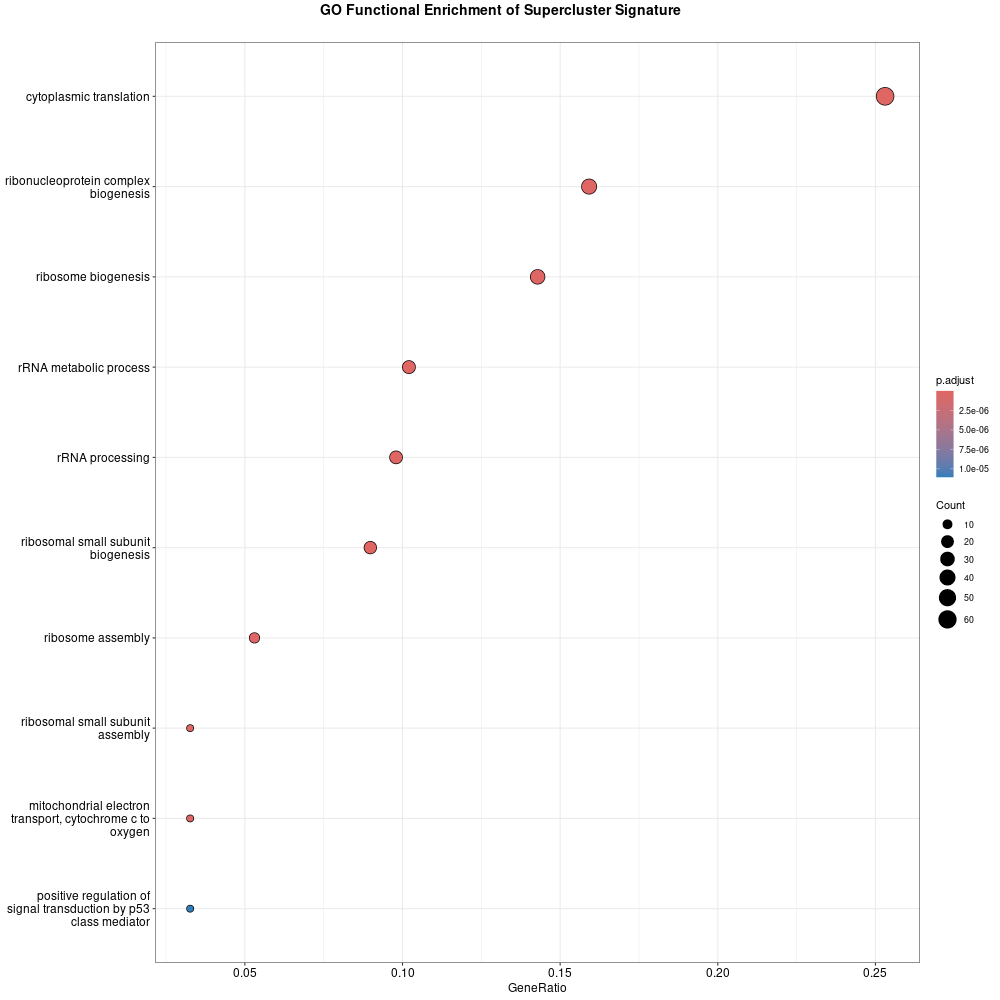 GO Functional Enrichment of Supercluster Signature
cytoplasmic translation
ribonucleoprotein complex
biogenesis
ribosome biogenesis
rRNA metabolic process
rRNA processing
ribosomal small subunit
biogenesis
ribosome assembly
ribosomal small subunit
assembly
mitochondrial electron
transport, cytochrome c to
oxygen
positive regulation of
signal transduction by p53
class mediator
0.05 0.10 0.15 0.20 0.25
GeneRatio
p.adjust
2.5e-06
5.0e-06
7.5e-06
1.0e-05
Count
10
20
30
40
50
60